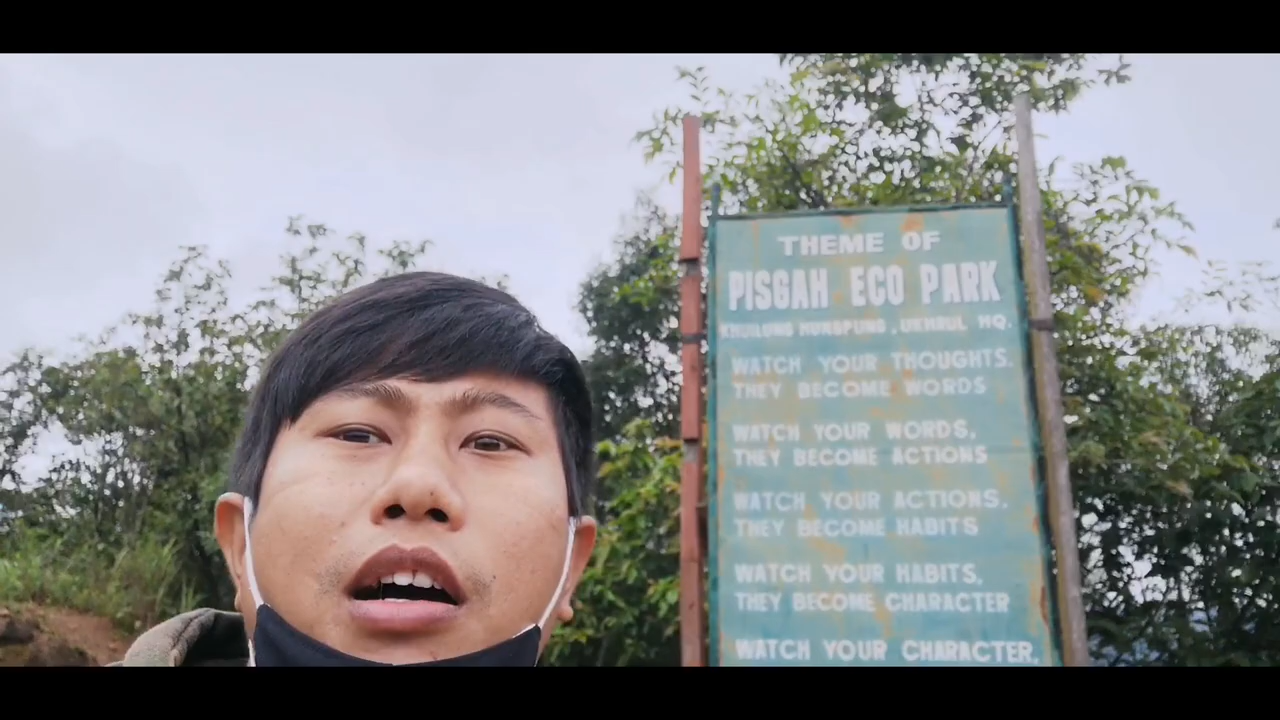 THEME OF
PISGAH ECO PARK
KHUILUNG HUNGPUNG, UKHRUL HQ.
WATCH YOUR THOUGHTS.
THEY BECOME WORDS
WATCH YOUR WORDS,
THEY BECOME ACTIONS
WATCH YOUR ACTIONS.
THEY BECOME HABITS
WATCH YOUR HABITS,
THEY BECOME CHARACTER
WATCH YOUR CHARACTER,